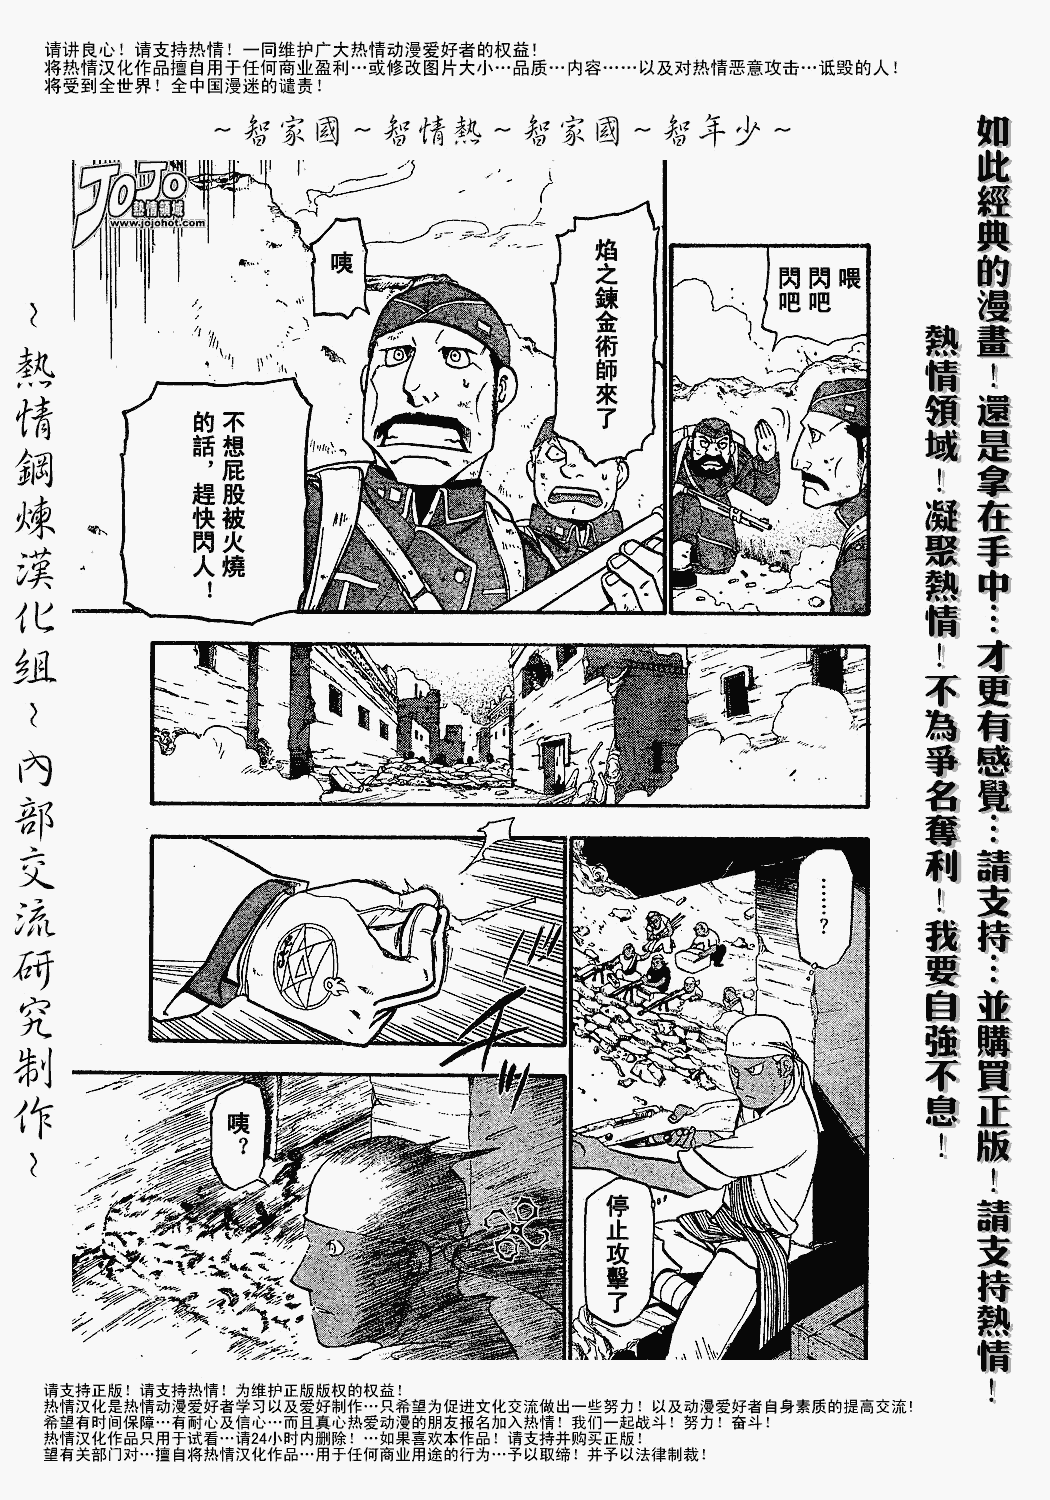 请讲良心！请支持热情！一同维护广大热情动漫爱好者的权益！
将热情汉化作品擅自用于任何商业盈利…或修改图片大小…品质…内容……以及对热情恶意攻击…诋毁的人！
将受到全世界！全中国漫迷的谴责！
～智家國～智情熱～智家國～智年少～
如此經典的漫畫！還是拿在手中…才更有感覺…請支持…並購買正版！請支持熱情！
熱情領域！凝聚熱情！不為爭名奪利！我要自強不息！
～熱情鋼煉漢化組～內部交流研究制作～
JOJO
熱情領域
www.jojohot.com
喂
閃吧
閃吧
焰之鍊金術師來了
咦
不想屁股被火燒
的話，趕快閃人！
……？
停止攻擊了
咦？
请支持正版！请支持热情！为维护正版版权的权益！
热情汉化是热情动漫爱好者学习以及爱好制作…只希望为促进文化交流做出一些努力！以及动漫爱好者自身素质的提高交流！
希望有时间保障…有耐心及信心…而且真心热爱动漫的朋友报名加入热情！我们一起战斗！努力！奋斗！
热情汉化作品只用于试看…请24小时内删除！…如果喜欢本作品！请支持并购买正版！
望有关部门对…擅自将热情汉化作品…用于任何商业用途的行为…予以取缔！并予以法律制裁！